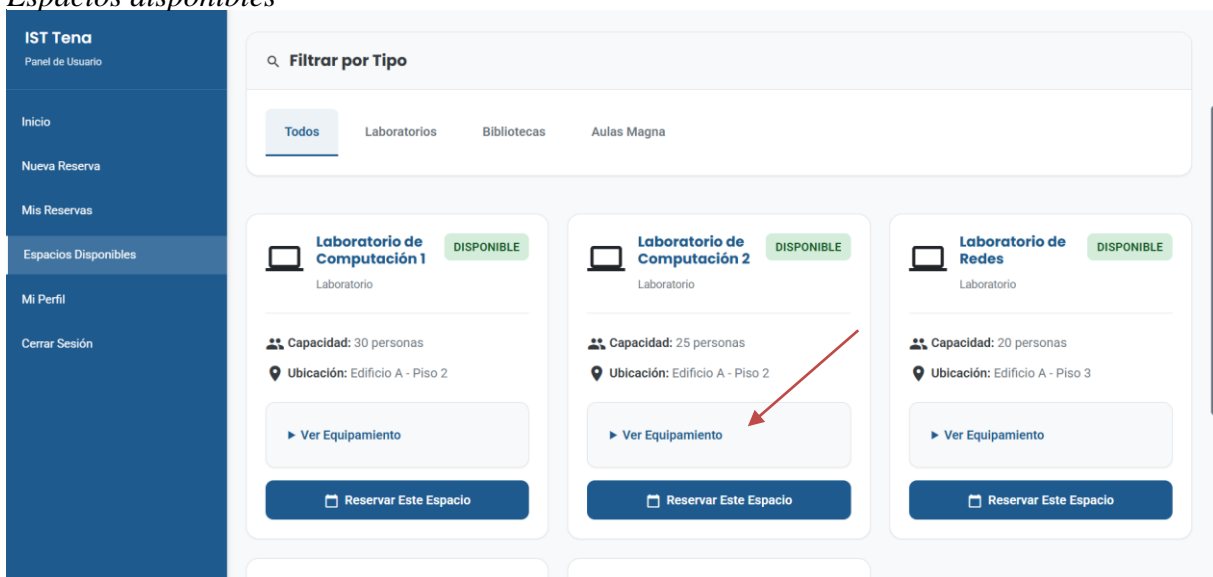 Espacios disponibles
IST Tena
Panel de Usuario
Inicio
Nueva Reserva
Mis Reservas
Espacios Disponibles
Mi Perfil
Cerrar Sesión
Filtrar por Tipo
Todos Laboratorios Bibliotecas Aulas Magna
Laboratorio de
Computación 1
DISPONIBLE
Laboratorio
Capacidad: 30 personas
Ubicación: Edificio A - Piso 2
Ver Equipamiento
Reservar Este Espacio
Laboratorio de
Computación 2
DISPONIBLE
Laboratorio
Capacidad: 25 personas
Ubicación: Edificio A - Piso 2
Ver Equipamiento
Reservar Este Espacio
Laboratorio de
Redes
DISPONIBLE
Laboratorio
Capacidad: 20 personas
Ubicación: Edificio A - Piso 3
Ver Equipamiento
Reservar Este Espacio